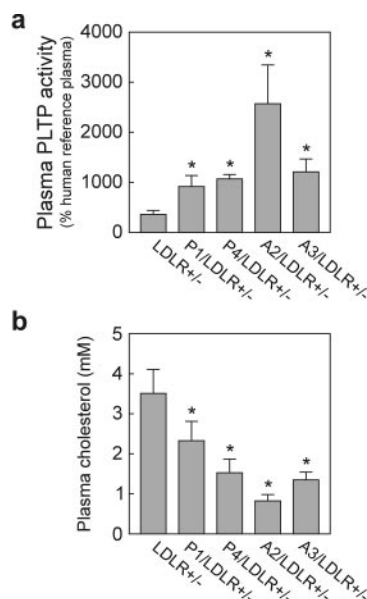 a
Plasma PLTP activity
(% human reference plasma)
4000
3000
2000
1000
0
*
*
*
*
LDLR+/-
P1/LDLR+/-
P4/LDLR+/-
A2/LDLR+/-
A3/LDLR+/-
b
Plasma cholesterol (mM)
5
4
3
2
1
0
*
*
*
*
LDLR+/-
P1/LDLR+/-
P4/LDLR+/-
A2/LDLR+/-
A3/LDLR+/-